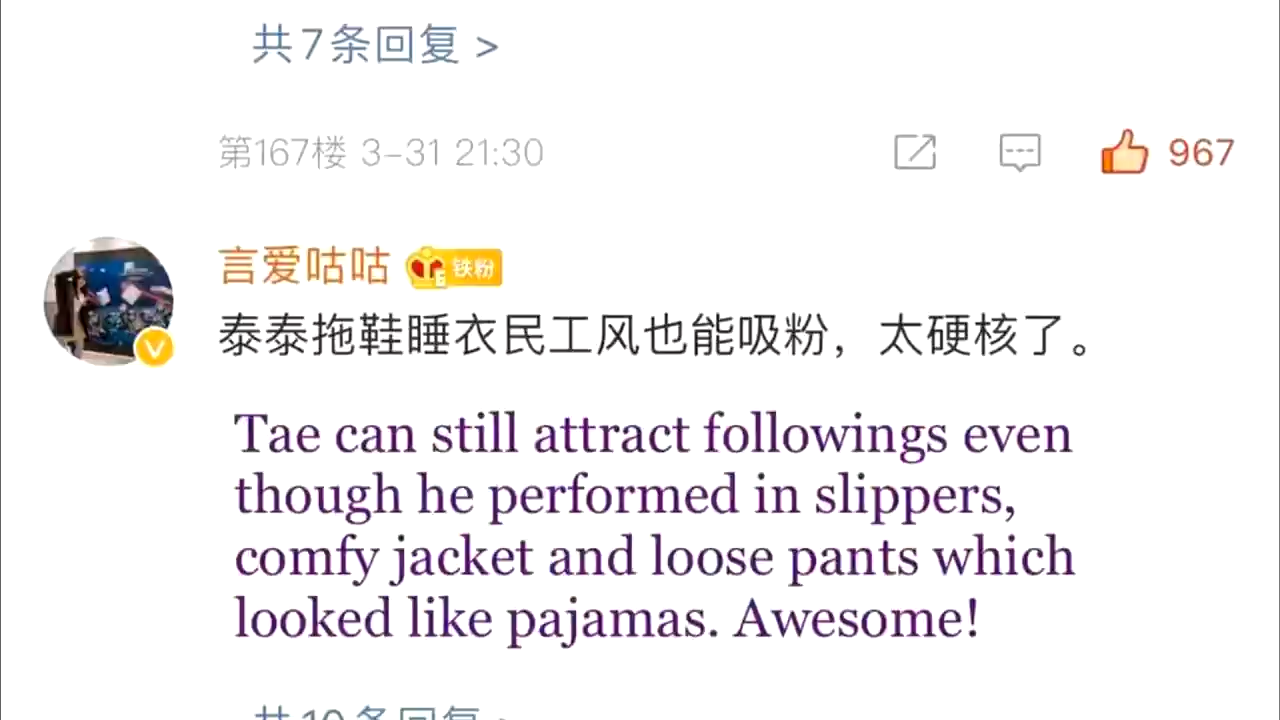 共7条回复 >
第167楼 3-31 21:30 967
言爱咕咕 6 铁粉
泰泰拖鞋睡衣民工风也能吸粉，太硬核了。
Tae can still attract followings even
though he performed in slippers,
comfy jacket and loose pants which
looked like pajamas. Awesome!
共10条回复 >